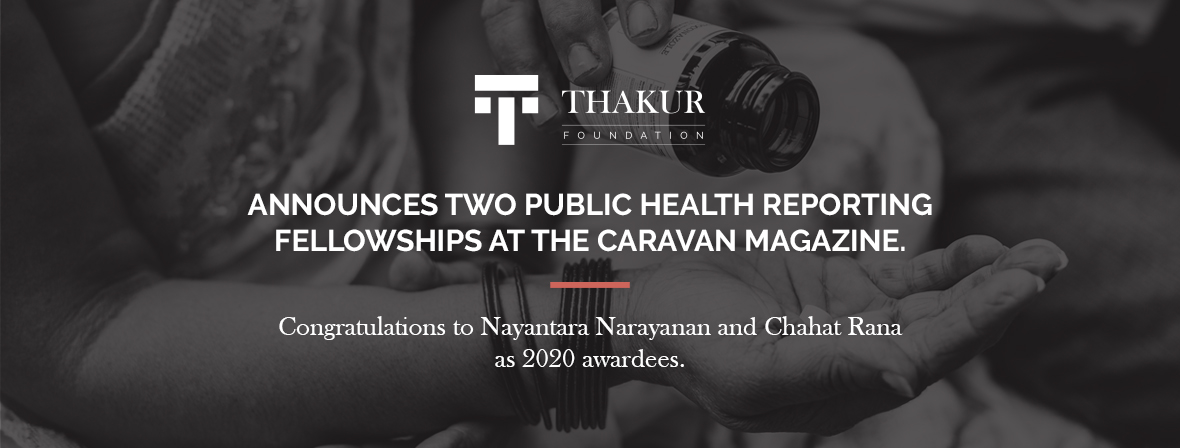 THAKUR
FOUNDATION
ANNOUNCES TWO PUBLIC HEALTH REPORTING
FELLOWSHIPS AT THE CARAVAN MAGAZINE.
Congratulations to Nayantara Narayanan and Chahat Rana
as 2020 awardees.